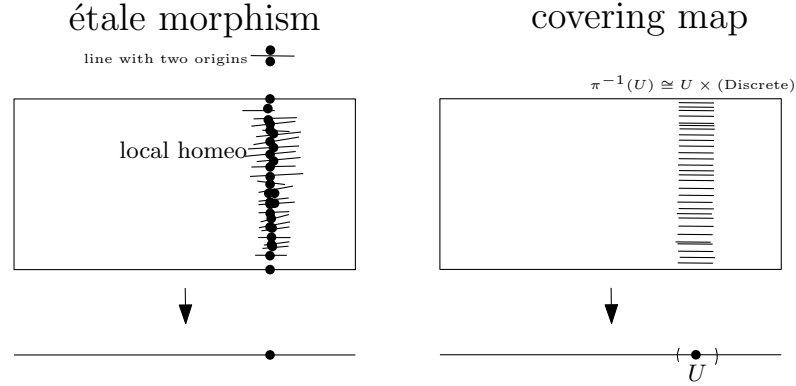 étale morphism
line with two origins
local homeo
covering map
π⁻¹(U) ≅ U × (Discrete)
( )
U